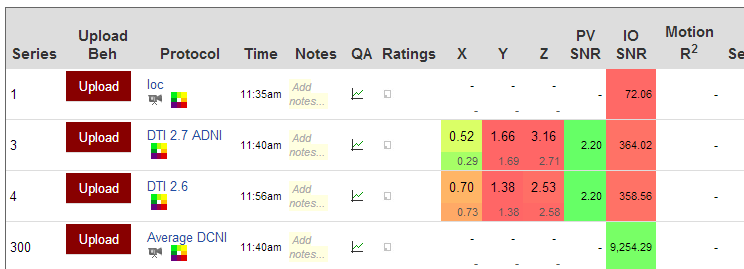 Series Upload Beh Protocol Time Notes QA Ratings X Y Z PV SNR IO SNR Motion R² Se
1 Upload loc 11:35am Add notes... - - - - 72.06 -
- - -
3 Upload DTI 2.7 ADNI 11:40am Add notes... 0.52 1.66 3.16 2.20 364.02 -
0.29 1.69 2.71
4 Upload DTI 2.6 11:56am Add notes... 0.70 1.38 2.53 2.20 358.56 -
0.73 1.38 2.58
300 Upload Average DCNI 11:40am Add notes... - - - - 9,254.29 -
- - -